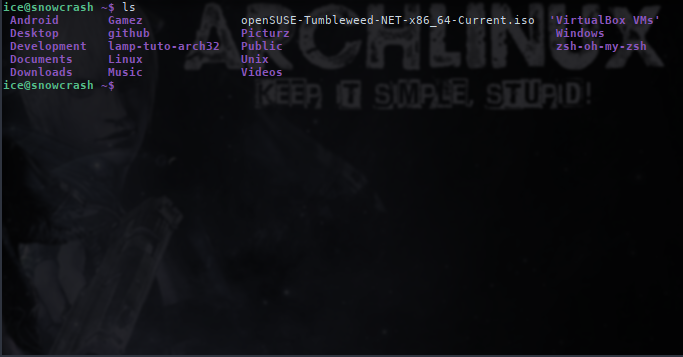 ice@snowcrash ~$ ls
Android Gamez openSUSE-Tumbleweed-NET-x86_64-Current.iso 'VirtualBox VMs'
Desktop github Picturz Windows
Development lamp-tuto-arch32 Public zsh-oh-my-zsh
Documents Linux Unix
Downloads Music Videos
ice@snowcrash ~$
ARCHLINUX
KEEP IT SIMPLE, STUPID!